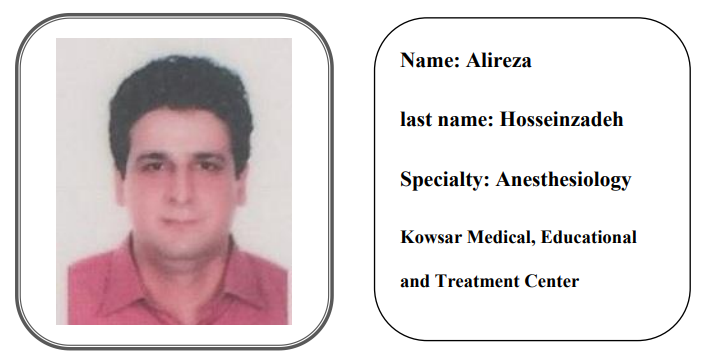 Name: Alireza
last name: Hosseinzadeh
Specialty: Anesthesiology
Kowsar Medical, Educational
and Treatment Center